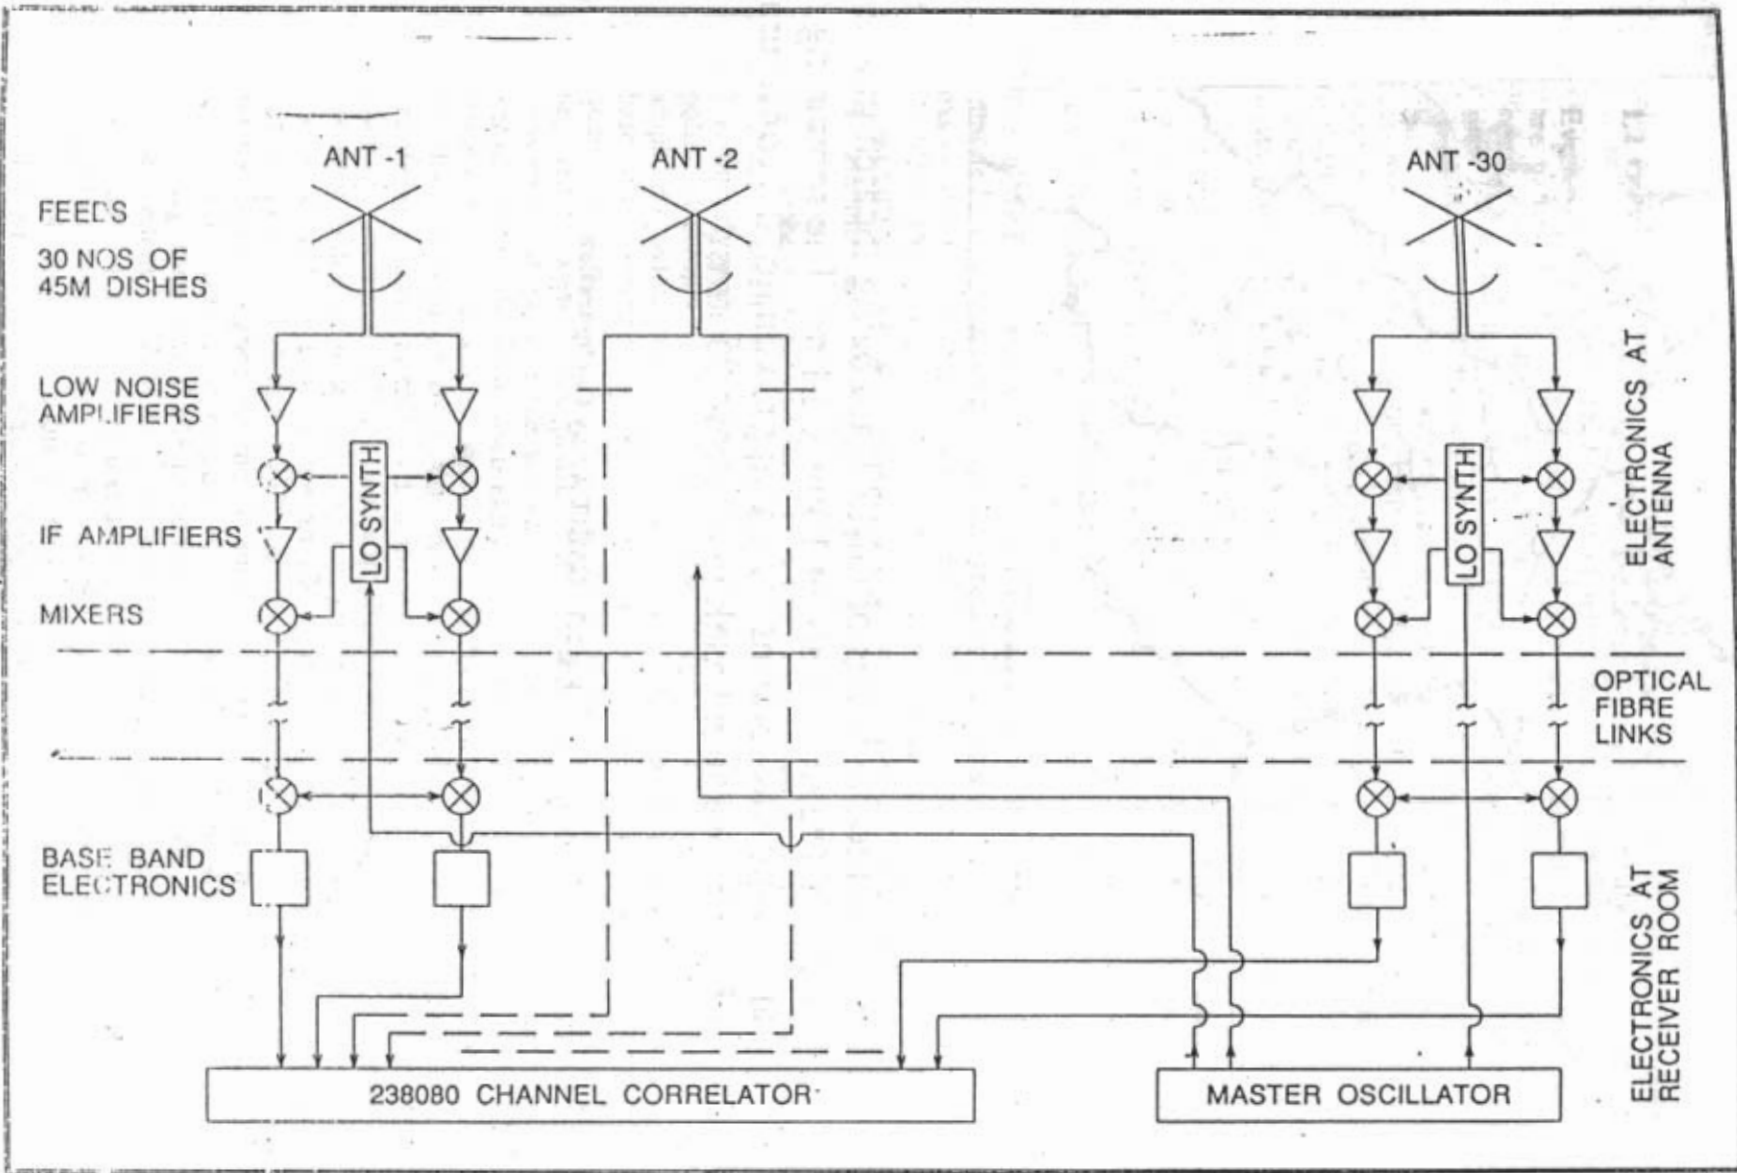 ANT -1
ANT -2
ANT -30
FEEDS
30 NOS OF
45M DISHES
LOW NOISE
AMPLIFIERS
LO SYNTH
LO SYNTH
IF AMPLIFIERS
MIXERS
ELECTRONICS AT
ANTENNA
OPTICAL
FIBRE
LINKS
BASE BAND
ELECTRONICS
ELECTRONICS AT
RECEIVER ROOM
238080 CHANNEL CORRELATOR
MASTER OSCILLATOR